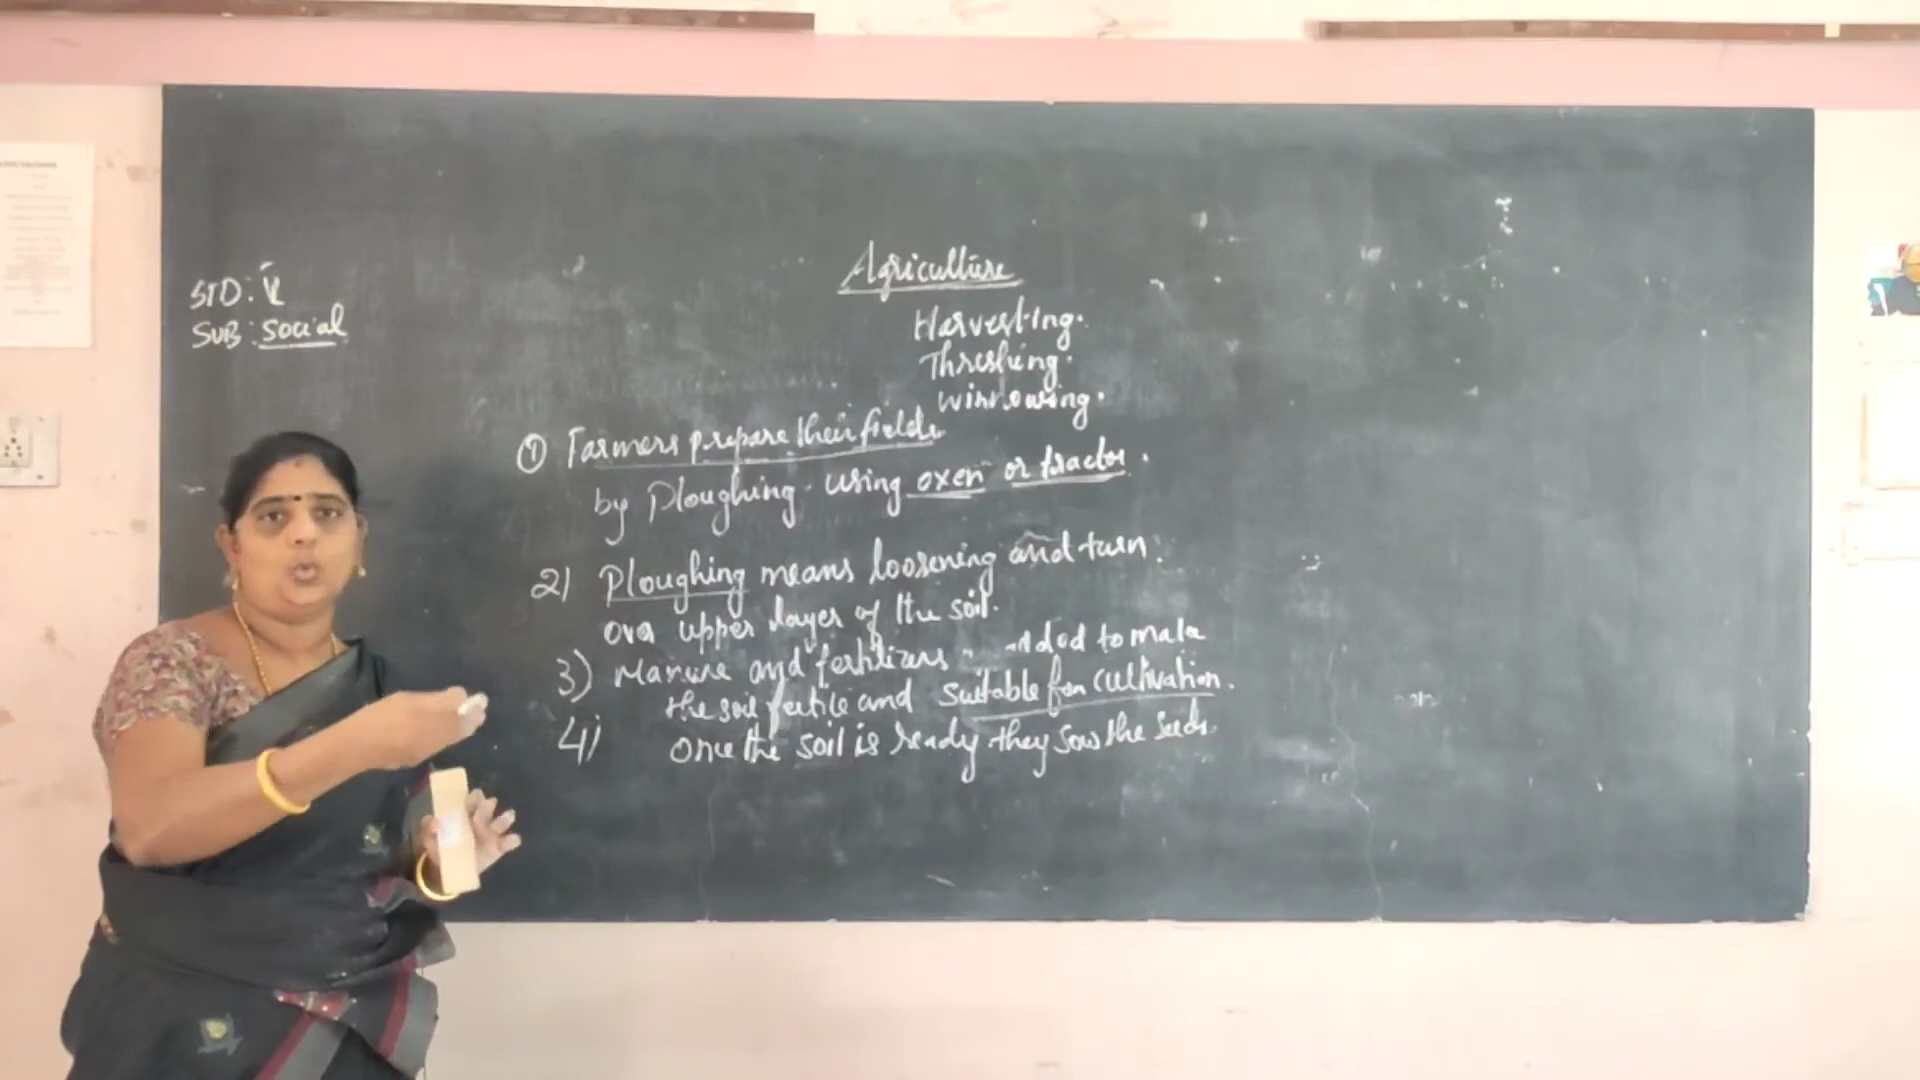 STD: V
SUB: Social
Agriculture
Harvesting.
Threshing.
winnowing.
① Farmers prepare their fields
by Ploughing using oxen or tractor.
2) Ploughing means loosening and turn
over upper layer of the soil.
3) Manure and fertilizers added to make
the soil fertile and suitable for cultivation.
4) Once the soil is ready they sow the seeds.